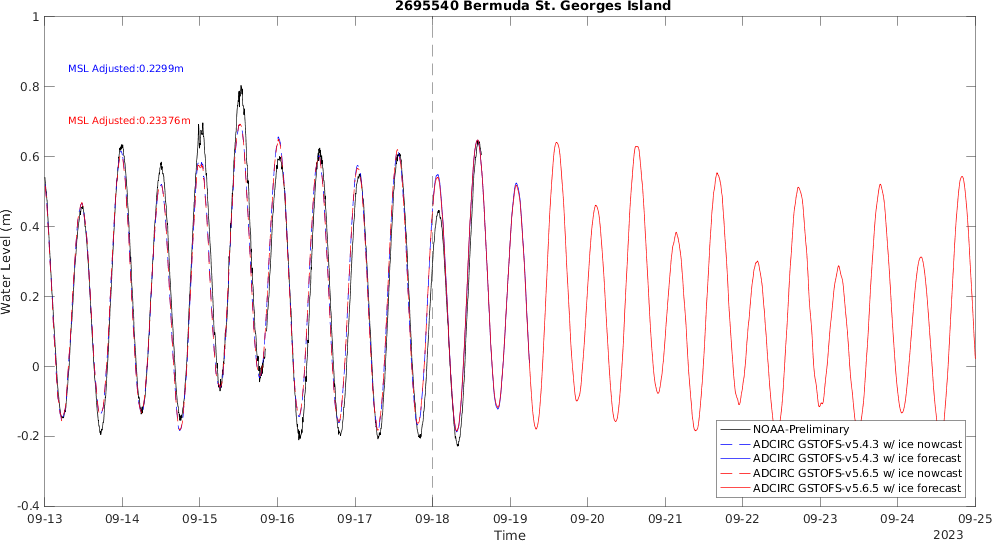 2695540 Bermuda St. Georges Island
1
0.8
0.6
0.4
0.2
0
-0.2
-0.4
Water Level (m)
MSL Adjusted:0.2299m
MSL Adjusted:0.23376m
NOAA-Preliminary
ADCIRC GSTOFS-v5.4.3 w/ ice nowcast
ADCIRC GSTOFS-v5.4.3 w/ ice forecast
ADCIRC GSTOFS-v5.6.5 w/ ice nowcast
ADCIRC GSTOFS-v5.6.5 w/ ice forecast
09-13 09-14 09-15 09-16 09-17 09-18 09-19 09-20 09-21 09-22 09-23 09-24 09-25
Time
2023